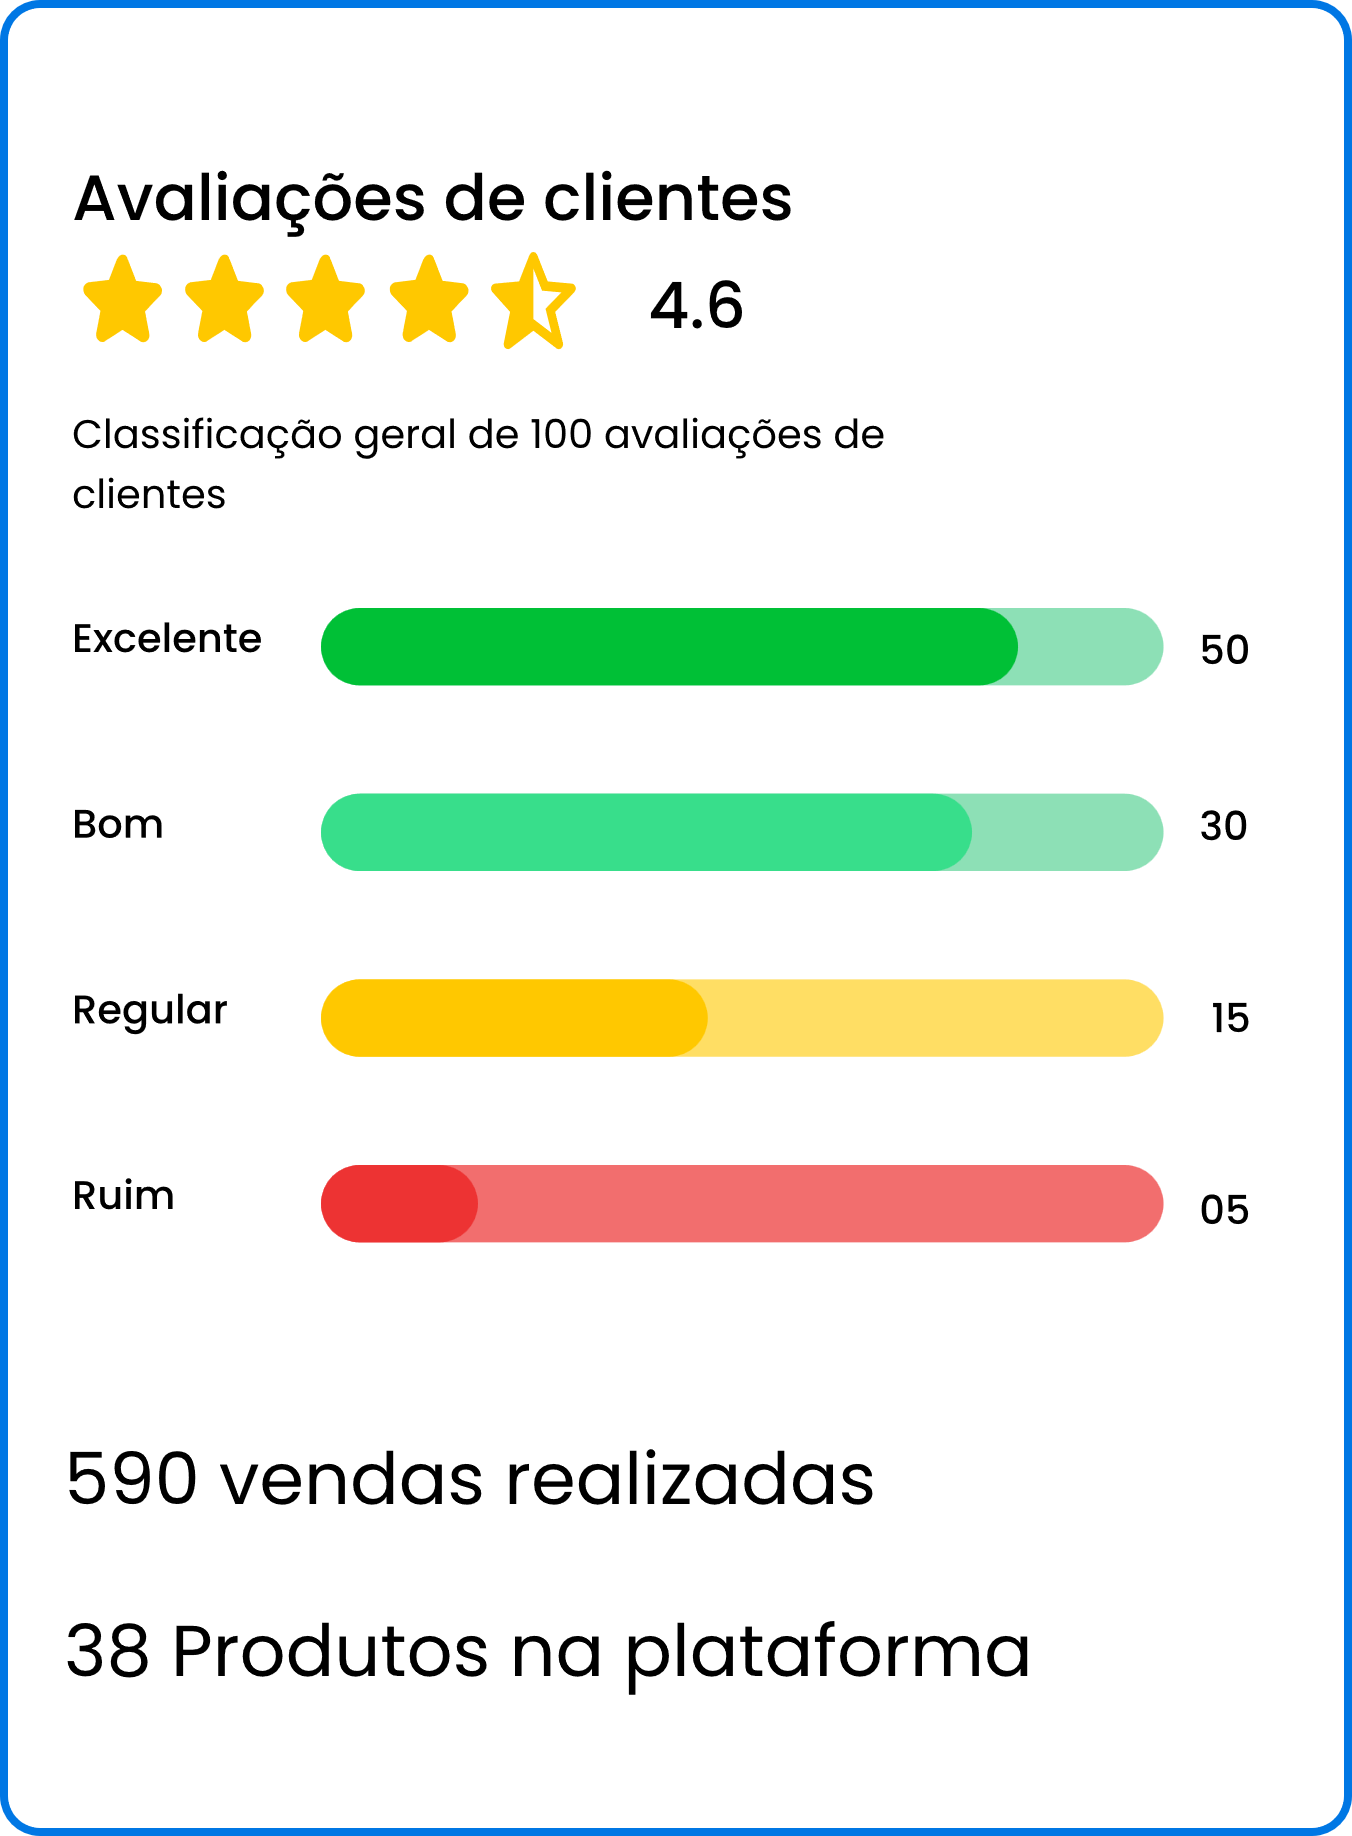 Avaliações de clientes
4.6
Classificação geral de 100 avaliações de
clientes
Excelente 50
Bom 30
Regular 15
Ruim 05
590 vendas realizadas
38 Produtos na plataforma